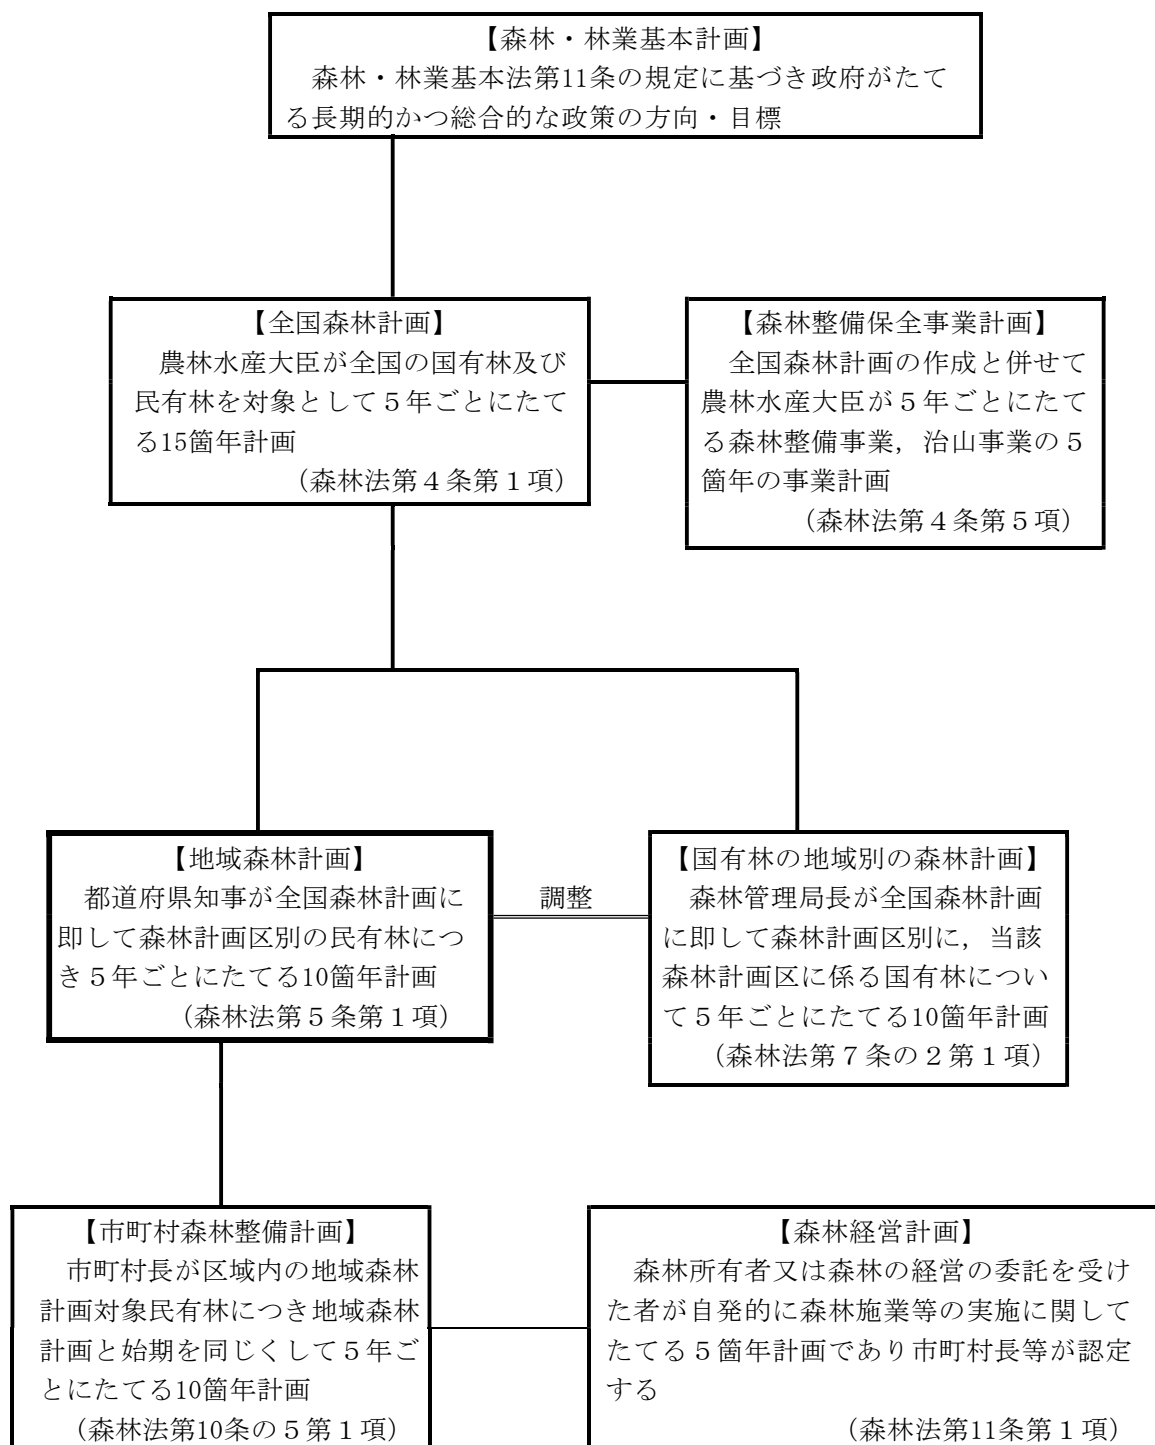 【森林・林業基本計画】
森林・林業基本法第11条の規定に基づき政府がたて
る長期的かつ総合的な政策の方向・目標
【全国森林計画】
農林水産大臣が全国の国有林及び
民有林を対象として５年ごとにたて
る15箇年計画
（森林法第４条第１項）
【森林整備保全事業計画】
全国森林計画の作成と併せて
農林水産大臣が５年ごとにたて
る森林整備事業，治山事業の５
箇年の事業計画
（森林法第４条第５項）
【地域森林計画】
都道府県知事が全国森林計画に
即して森林計画区別の民有林につ
き５年ごとにたてる10箇年計画
（森林法第５条第１項）
調整
【国有林の地域別の森林計画】
森林管理局長が全国森林計画
に即して森林計画区別に，当該
森林計画区に係る国有林につい
て５年ごとにたてる10箇年計画
（森林法第７条の２第１項）
【市町村森林整備計画】
市町村長が区域内の地域森林
計画対象民有林につき地域森林
計画と始期を同じくして５年ご
とにたてる10箇年計画
（森林法第10条の５第１項）
【森林経営計画】
森林所有者又は森林の経営の委託を受け
た者が自発的に森林施業等の実施に関して
たてる５箇年計画であり市町村長等が認定
する
（森林法第11条第１項）